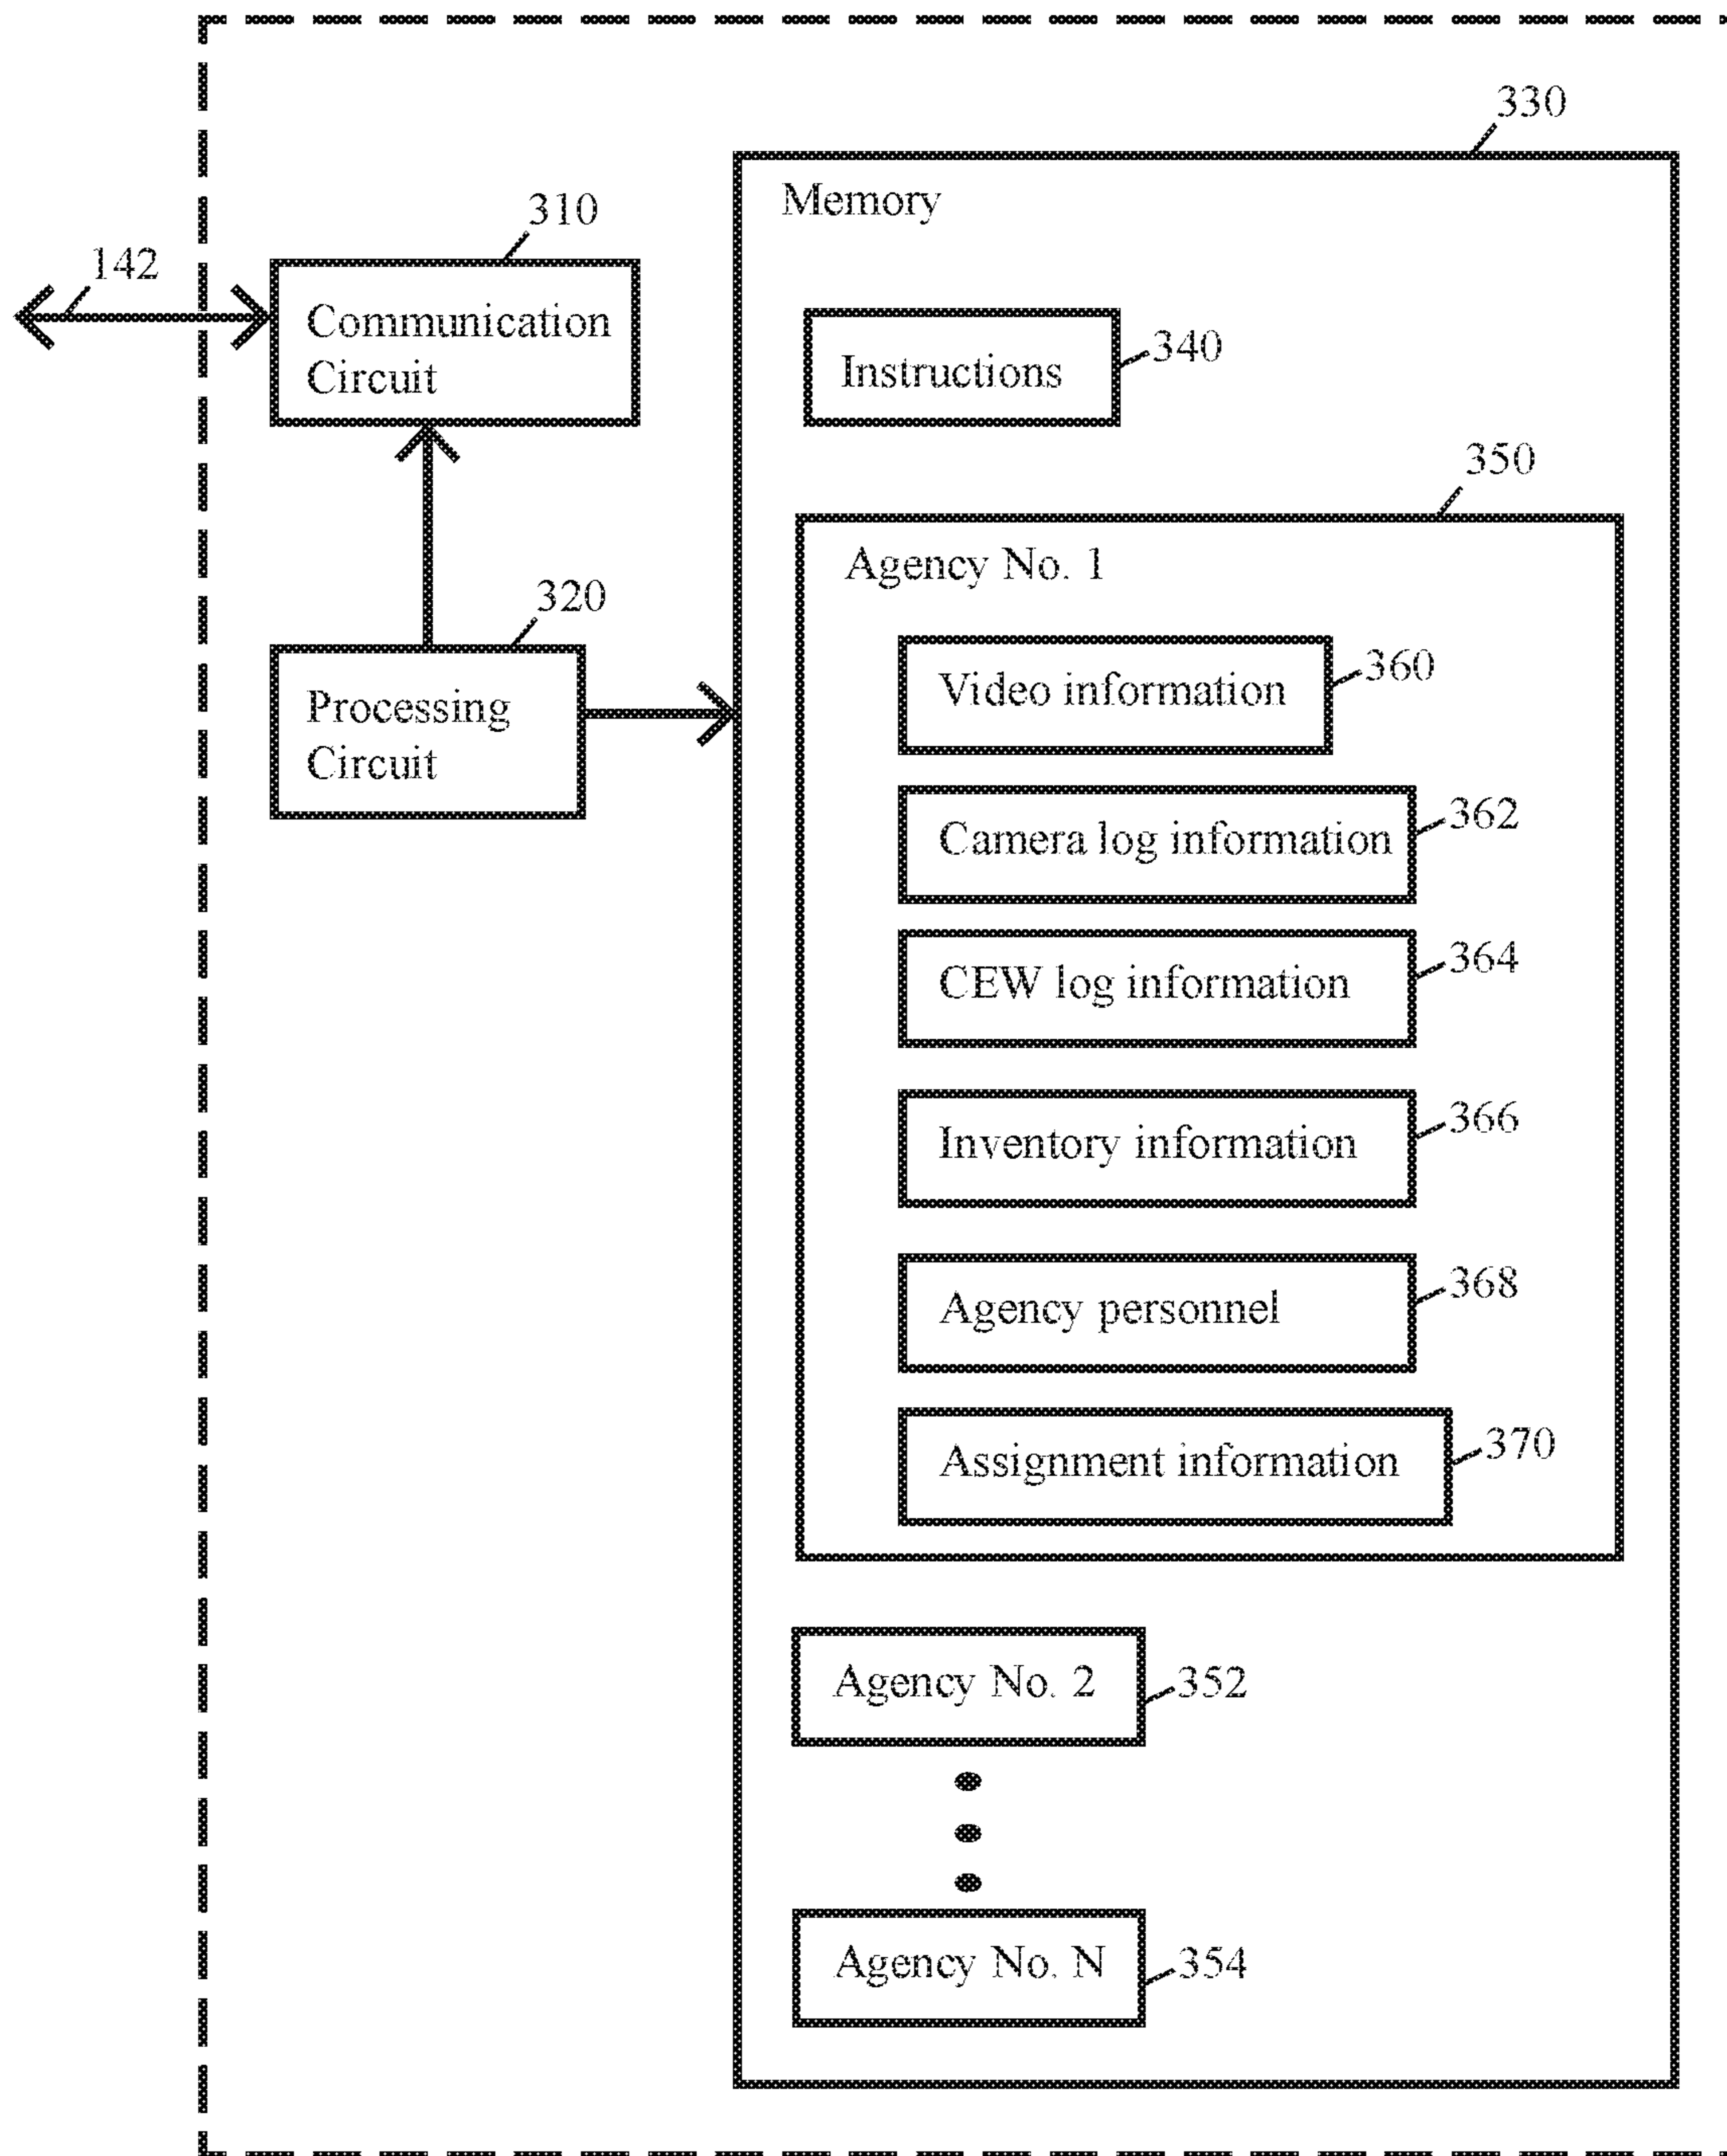 330
Memory
310
142
Communication
Circuit
Instructions
340
350
Agency No. 1
320
Processing
Circuit
Video information
360
Camera log information
362
CEW log information
364
Inventory information
366
Agency personnel
368
Assignment information
370
Agency No. 2
352
Agency No. N
354